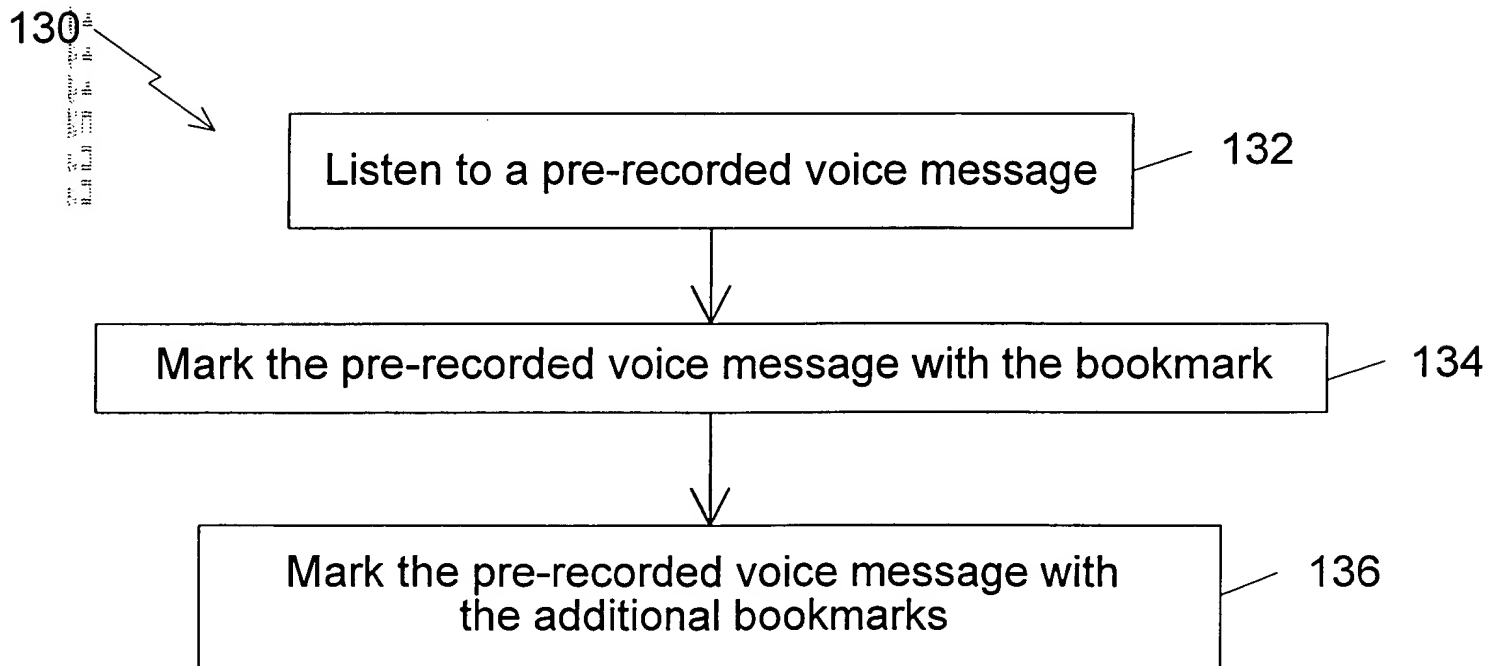 130
Listen to a pre-recorded voice message
132
Mark the pre-recorded voice message with the bookmark
134
Mark the pre-recorded voice message with
the additional bookmarks
136